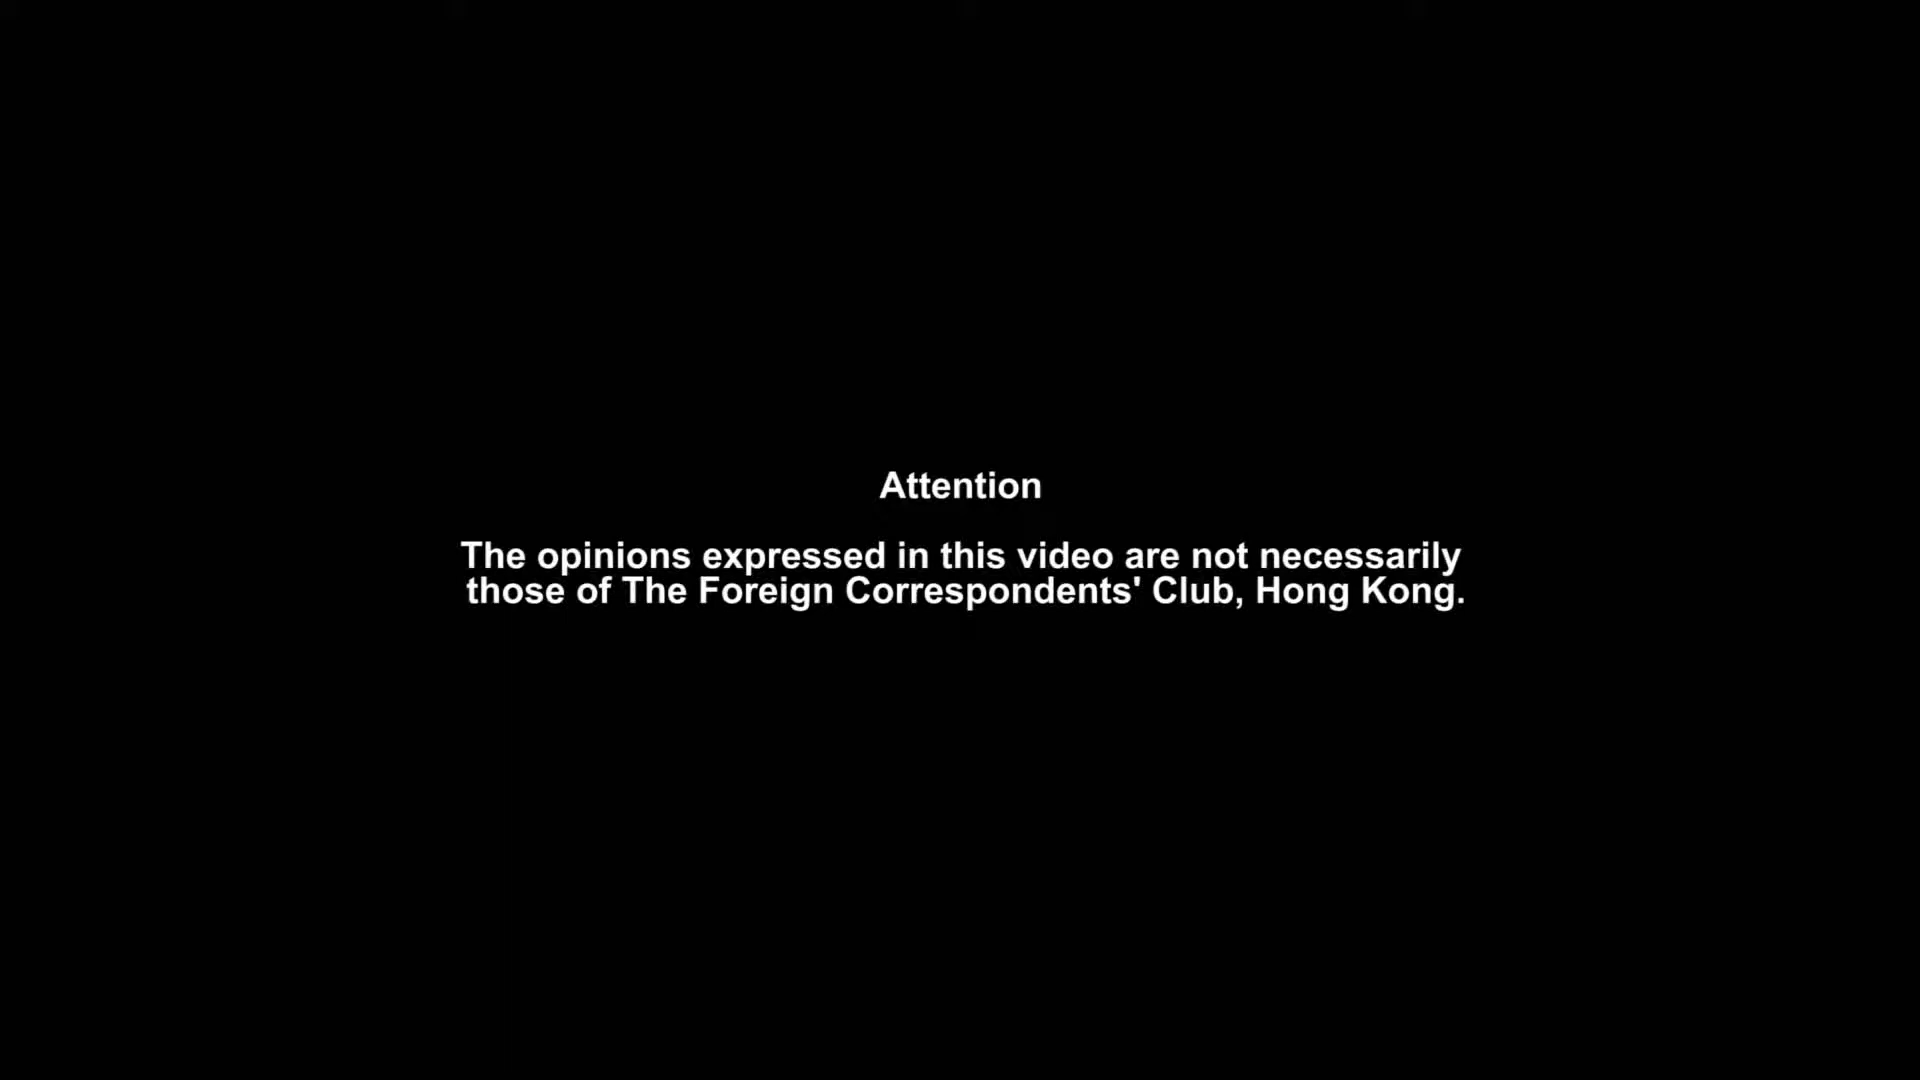 Attention
The opinions expressed in this video are not necessarily
those of The Foreign Correspondents' Club, Hong Kong.